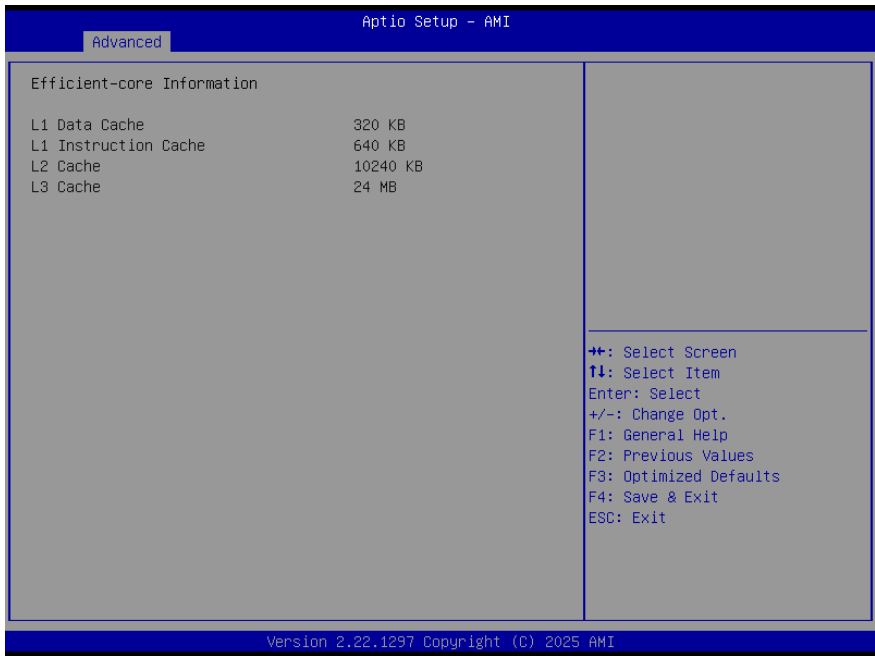 Aptio Setup – AMI
Advanced
Efficient-core Information
L1 Data Cache 320 KB
L1 Instruction Cache 640 KB
L2 Cache 10240 KB
L3 Cache 24 MB
→←: Select Screen
↑↓: Select Item
Enter: Select
+/-: Change Opt.
F1: General Help
F2: Previous Values
F3: Optimized Defaults
F4: Save & Exit
ESC: Exit
Version 2.22.1297 Copyright (C) 2025 AMI